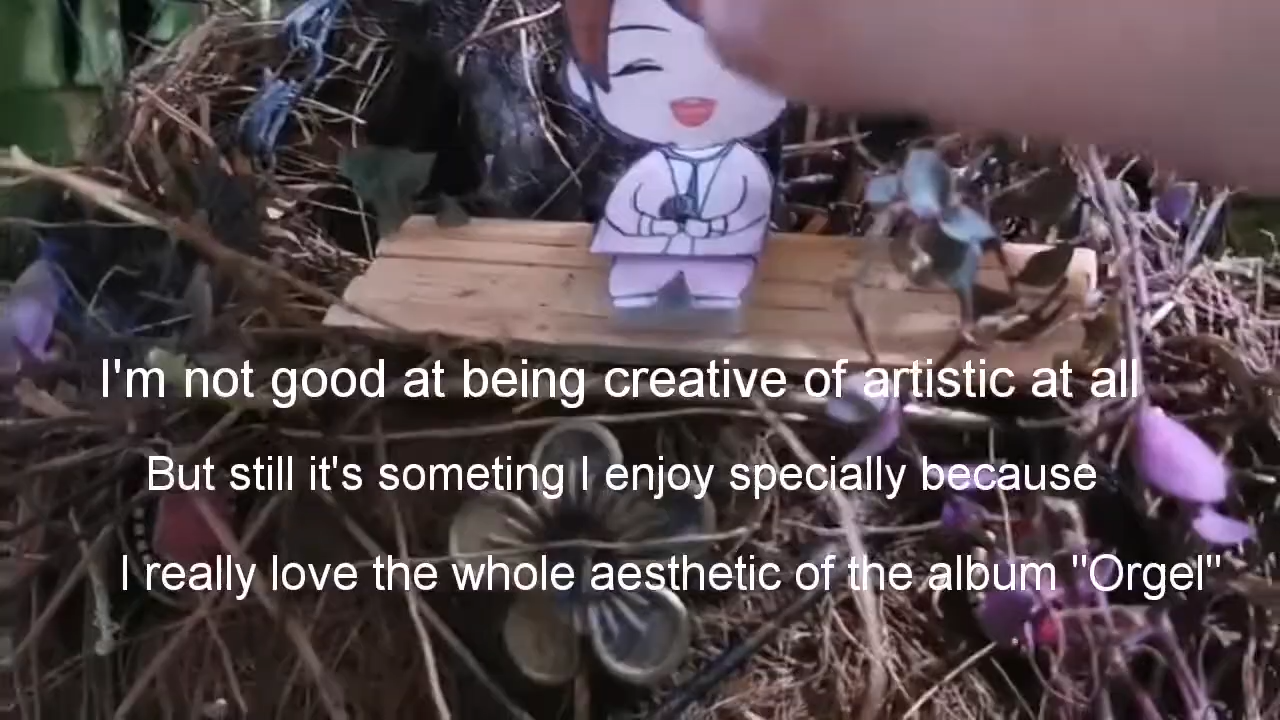 I'm not good at being creative of artistic at all
But still it's someting I enjoy specially because
I really love the whole aesthetic of the album "Orgel"